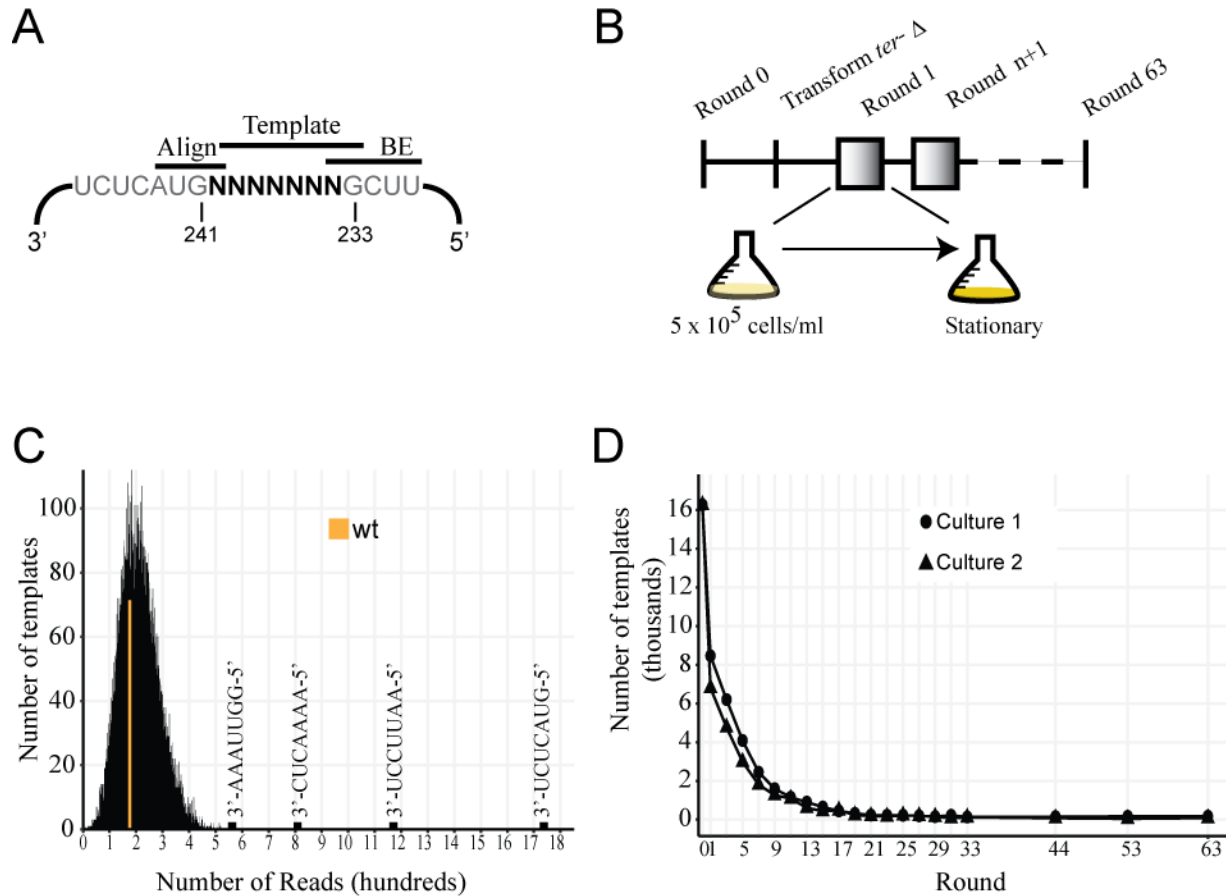 A
Template
Align
BE
UCUCAUGNNNNNNNGCUU
241
233
3’
5’
B
Round 0
Transform ter- Δ
Round 1
Round n+1
Round 63
5 x 10⁵ cells/ml
Stationary
C
Number of templates
100
80
60
40
20
0
wt
3’-AAAUUGG-5’
3’-CUCAAAA-5’
3’-UCCUUAA-5’
3’-UCUCAUG-5’
0 1 2 3 4 5 6 7 8 9 10 11 12 13 14 15 16 17 18
Number of Reads (hundreds)
D
Number of templates
(thousands)
16
14
12
10
8
6
4
2
0
Culture 1
Culture 2
0 1 5 9 13 17 21 25 29 33 44 53 63
Round